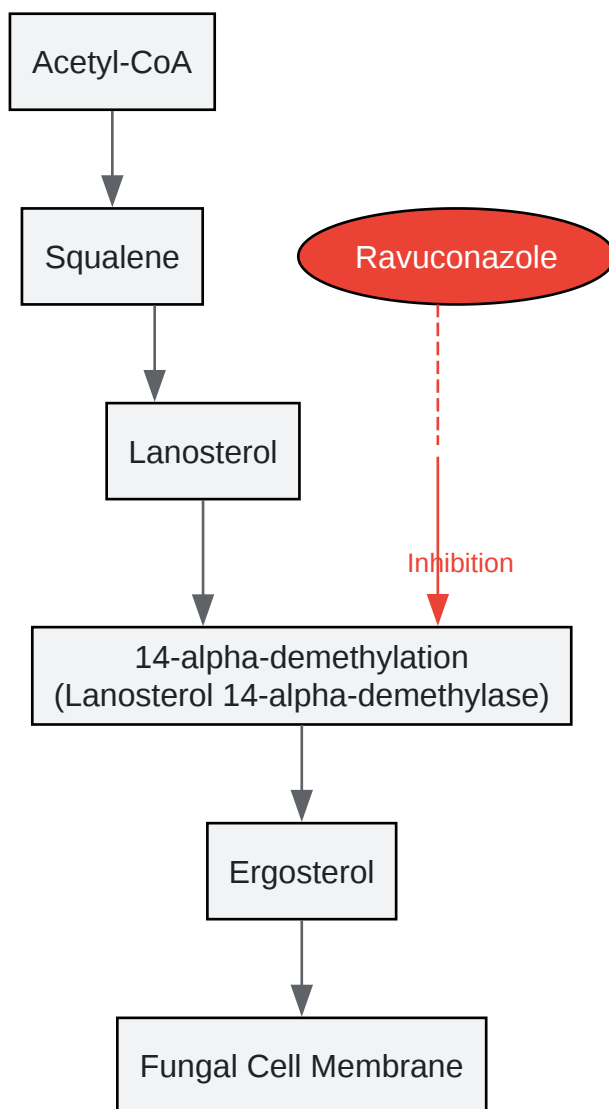 Acetyl-CoA
Squalene
Ravuconazole
Lanosterol
Inhibition
14-alpha-demethylation
(Lanosterol 14-alpha-demethylase)
Ergosterol
Fungal Cell Membrane